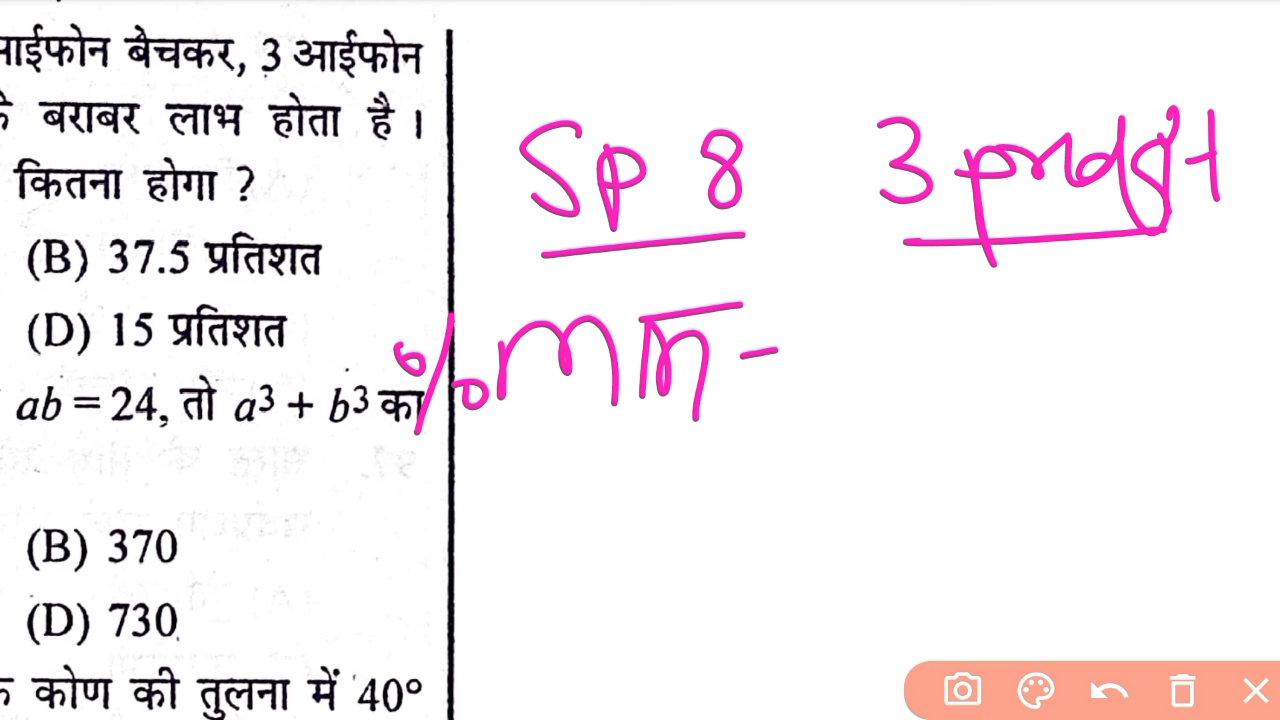 आईफोन बेचकर, 3 आईफोन
के बराबर लाभ होता है ।
कितना होगा ?
(B) 37.5 प्रतिशत
(D) 15 प्रतिशत
ab = 24, तो a³ + b³ का
(B) 370
(D) 730
कोण की तुलना में 40°
SP 8 3
%